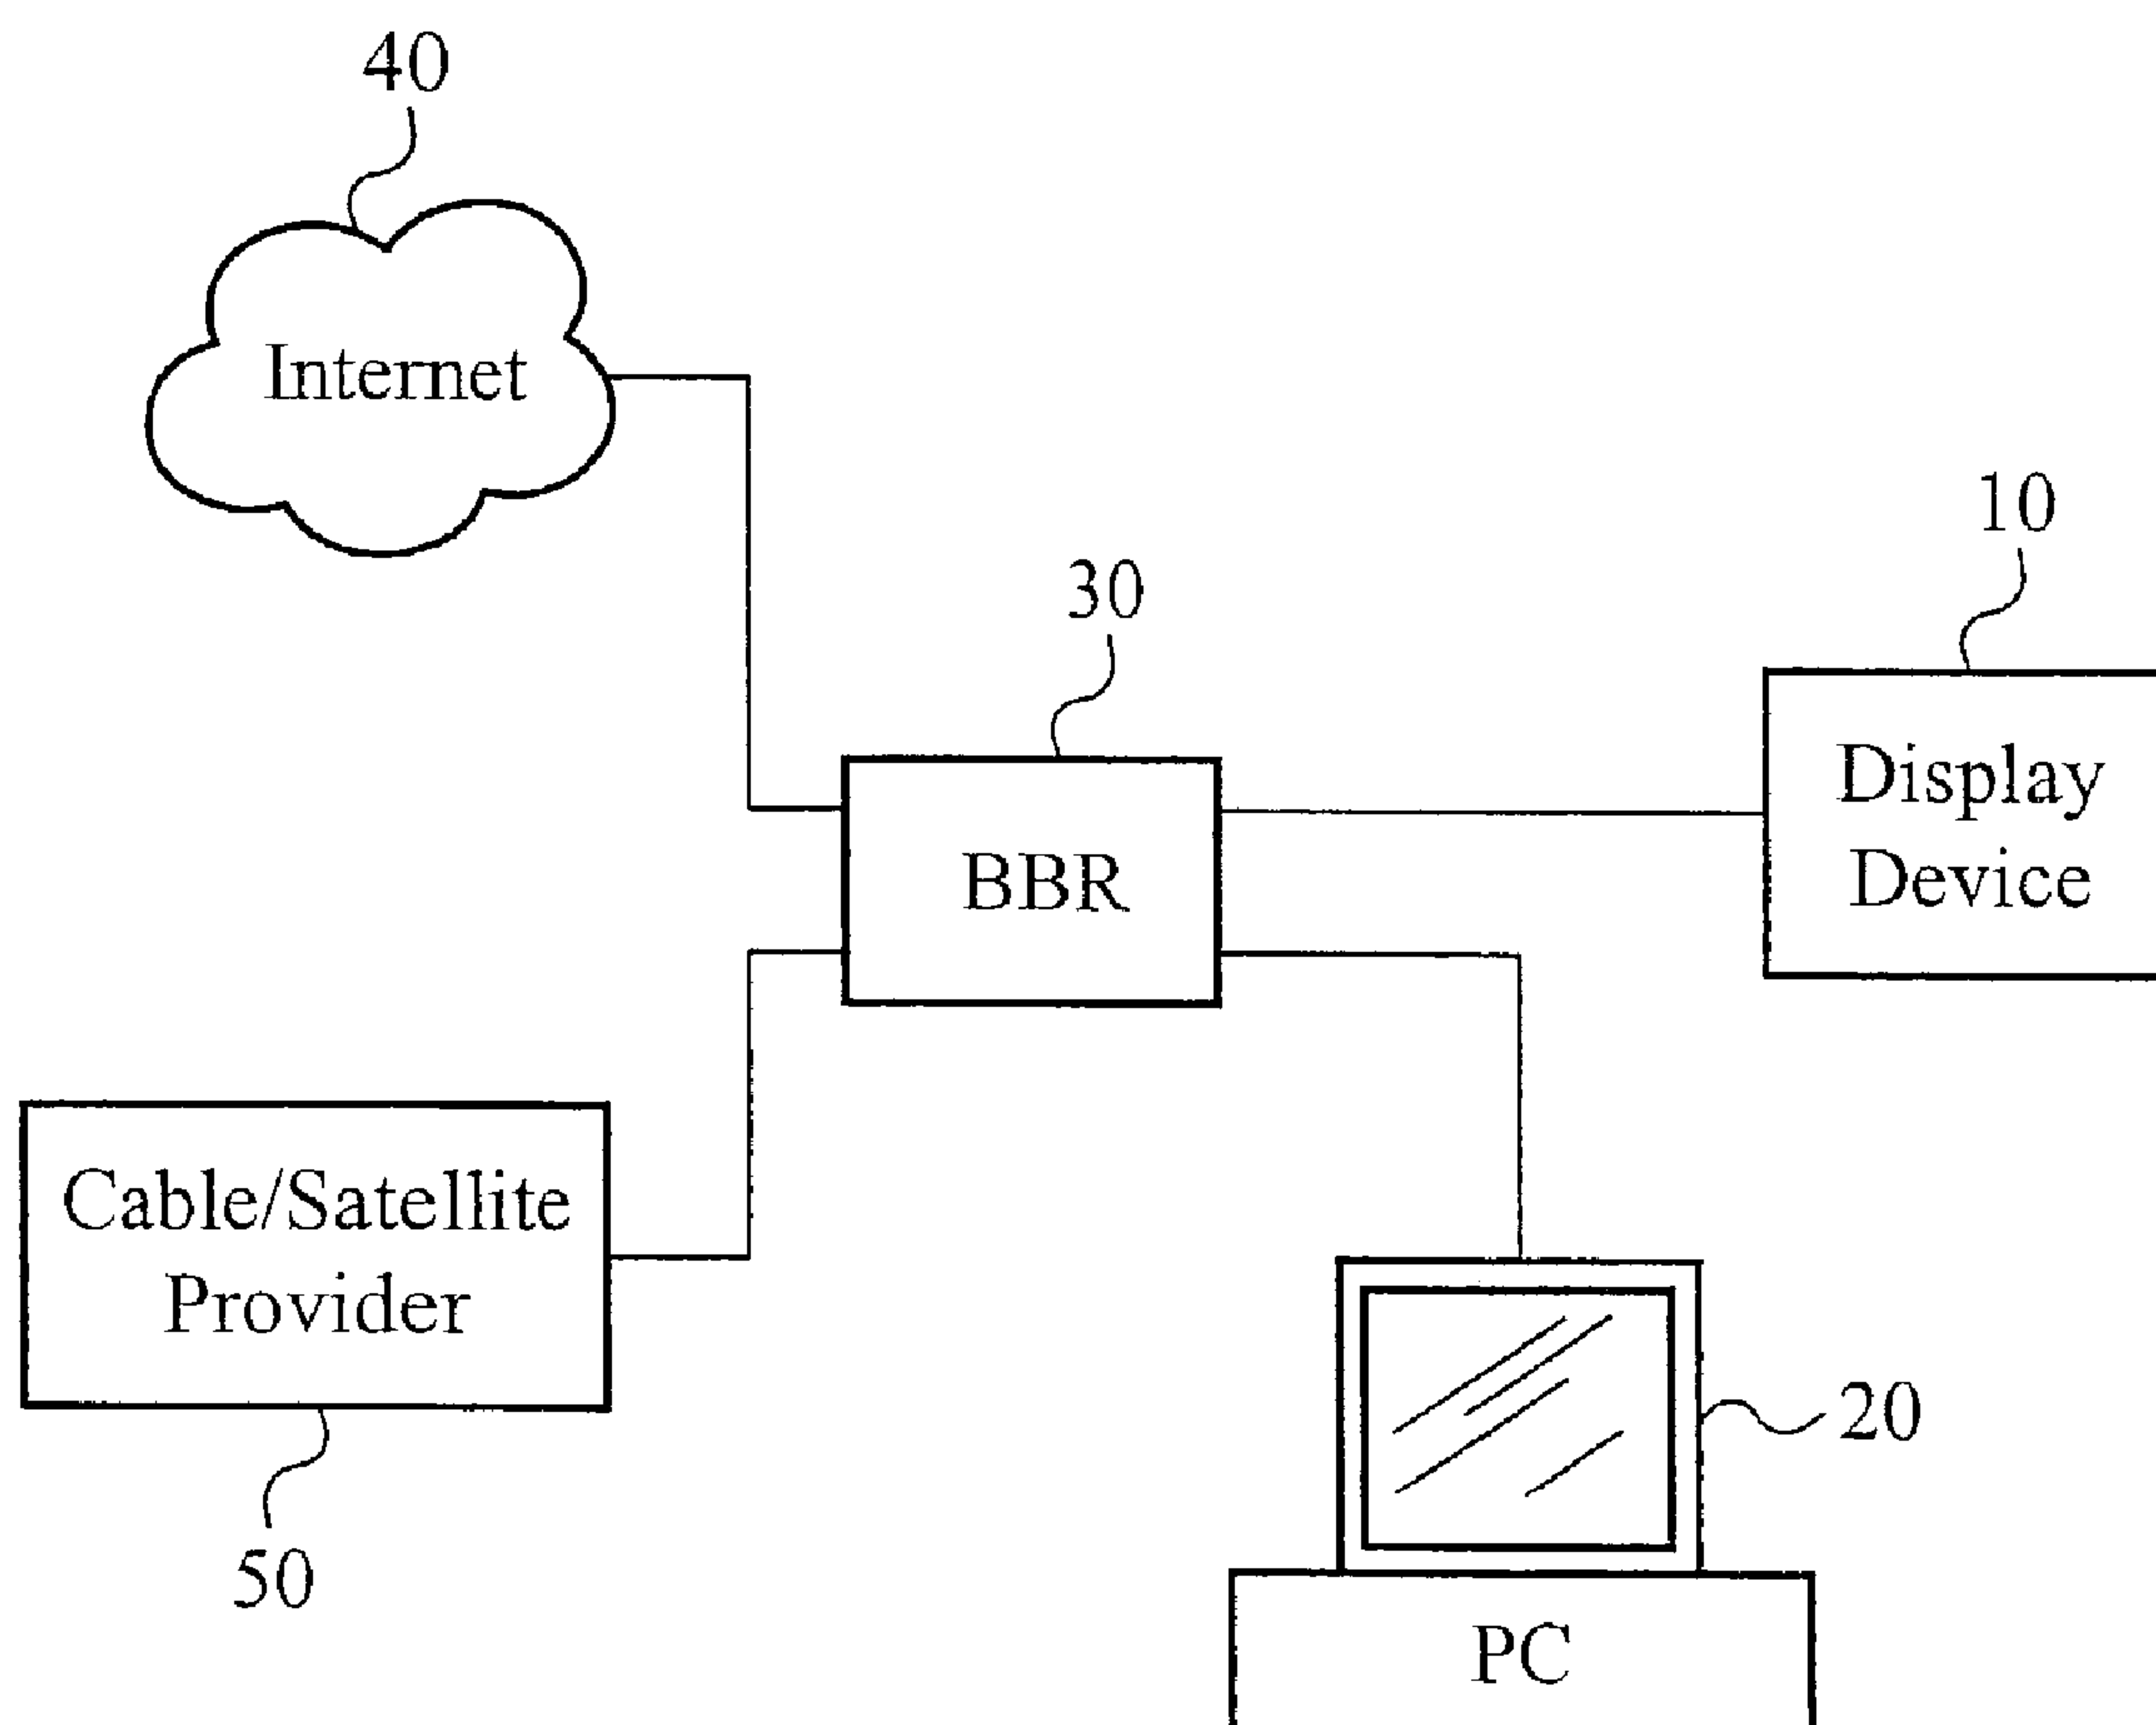 40
Internet
10
30
Display
Device
BBR
Cable/Satellite
Provider
20
50
PC